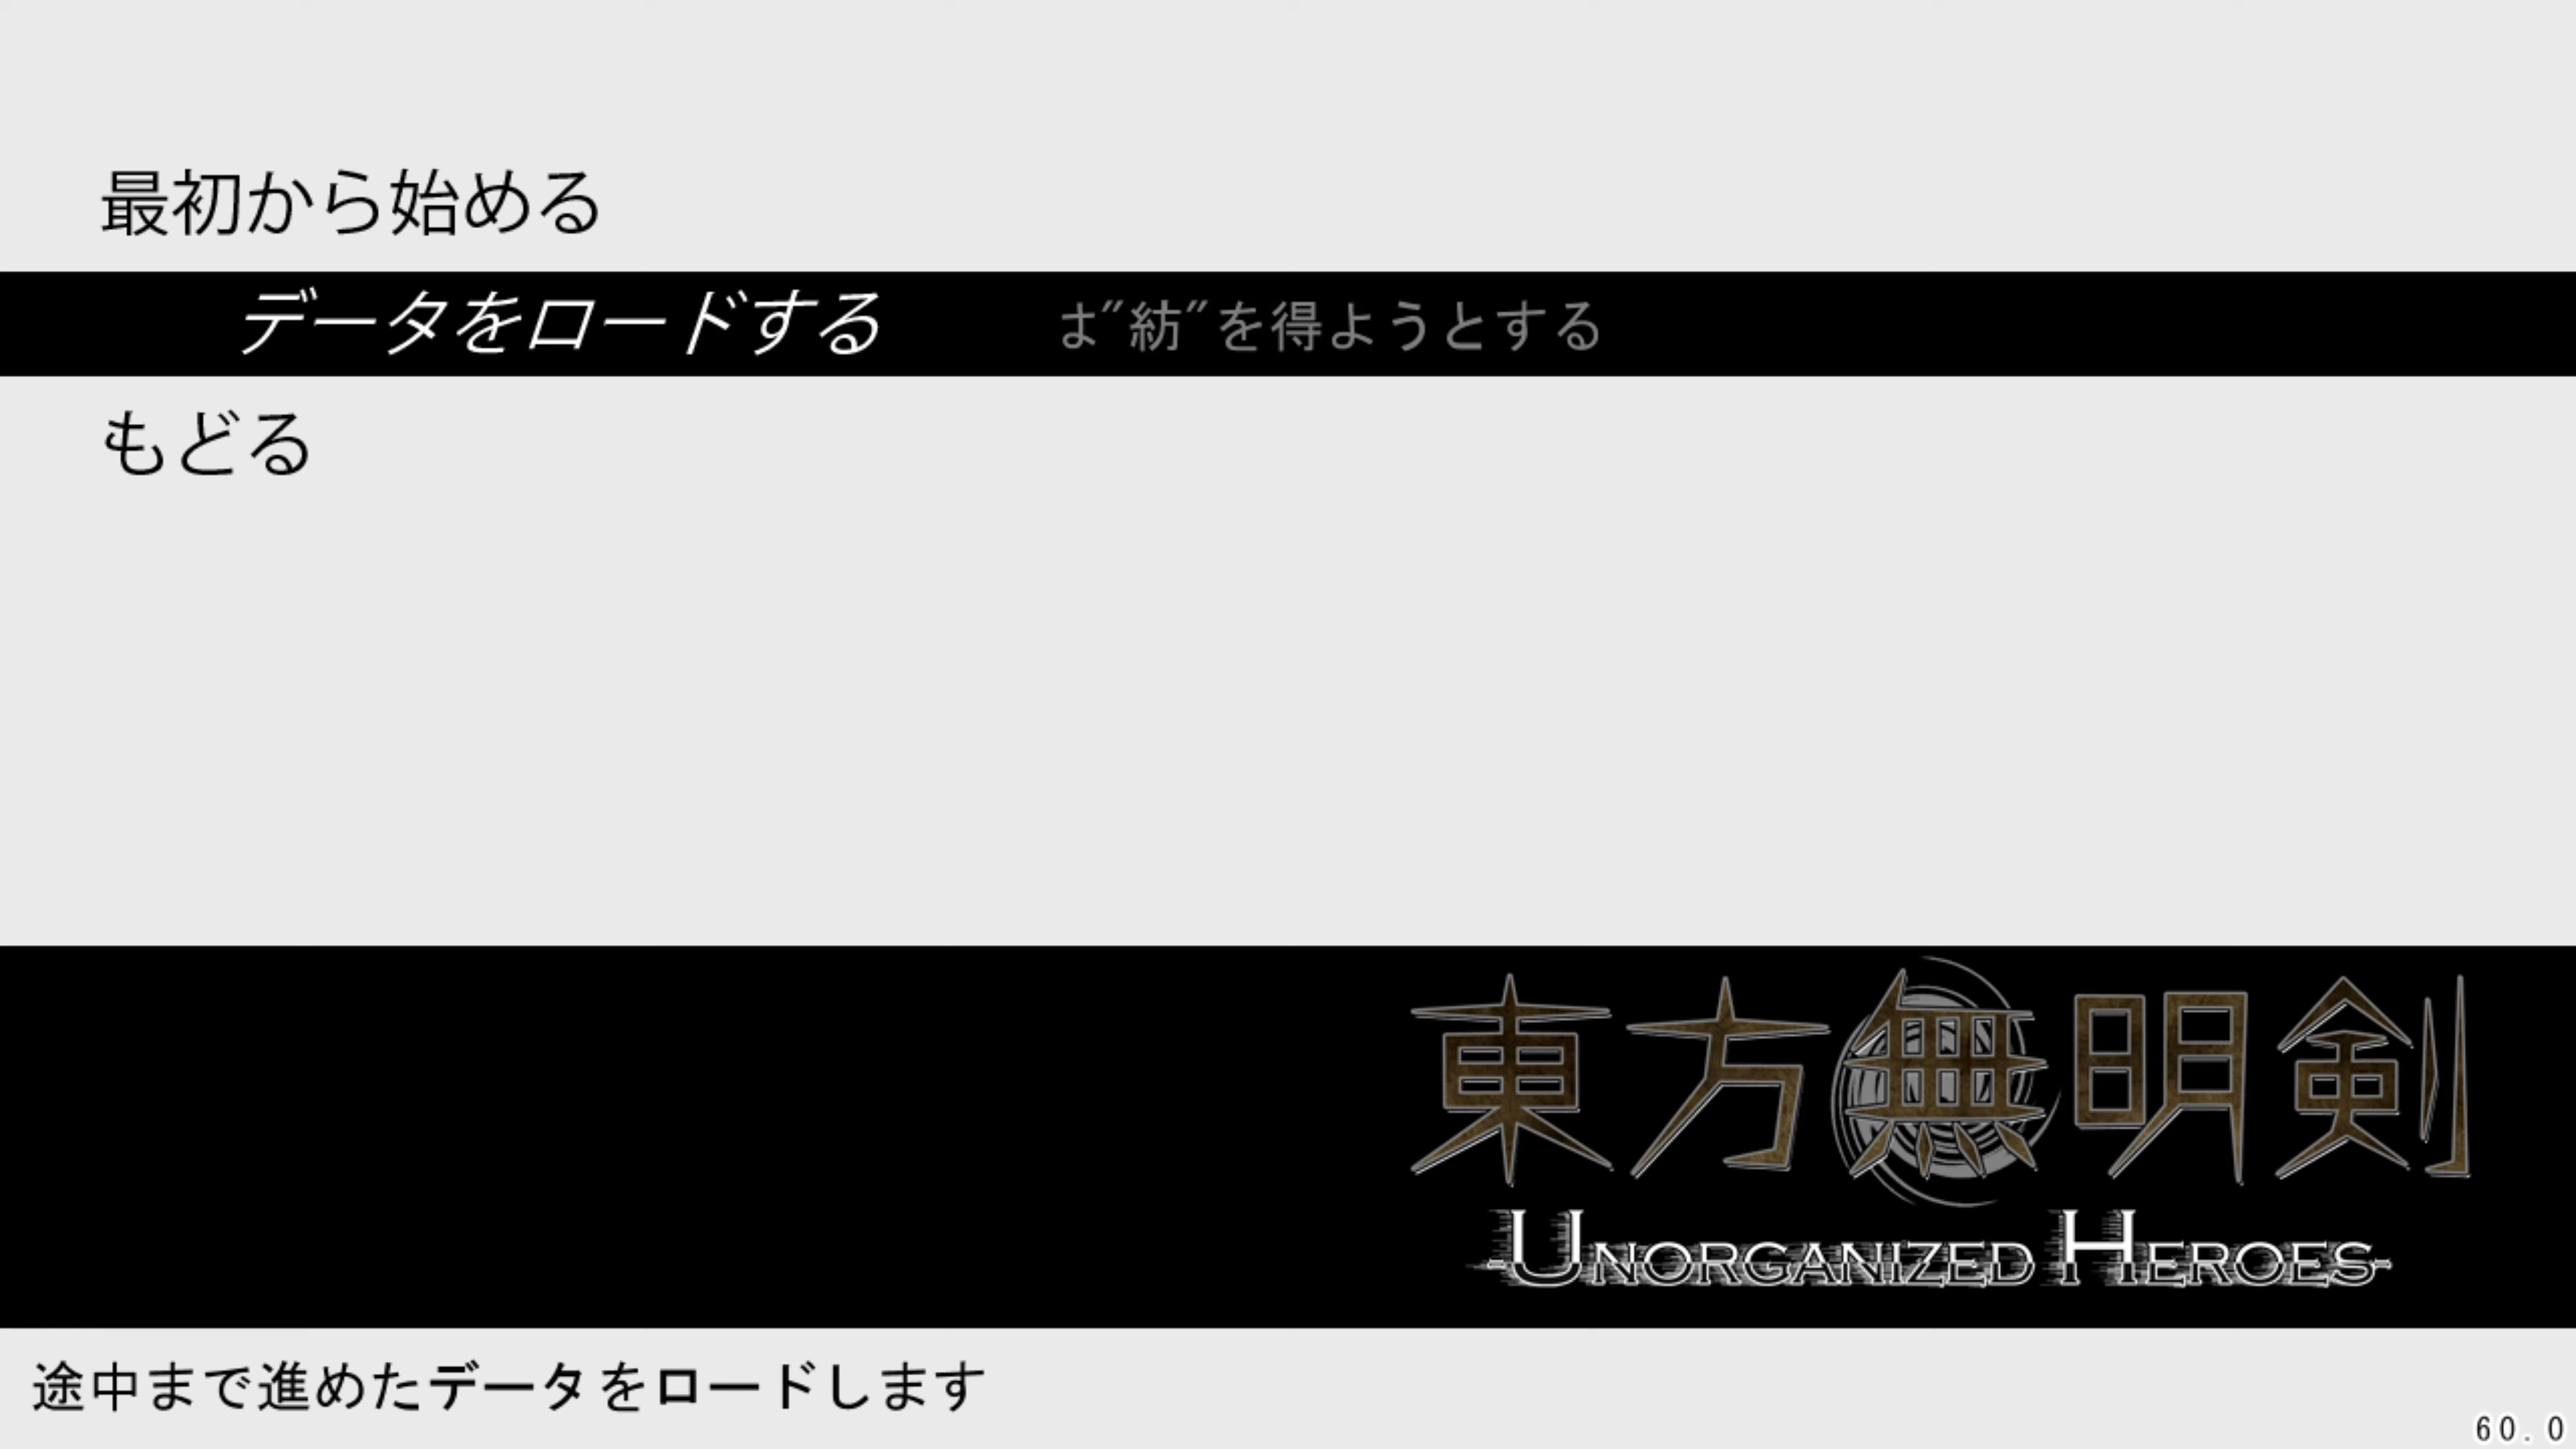 最初から始める
データをロードする
は"紡"を得ようとする
もどる
東方無明剣
-UNORGANIZED HEROES-
途中まで進めたデータをロードします
60.0